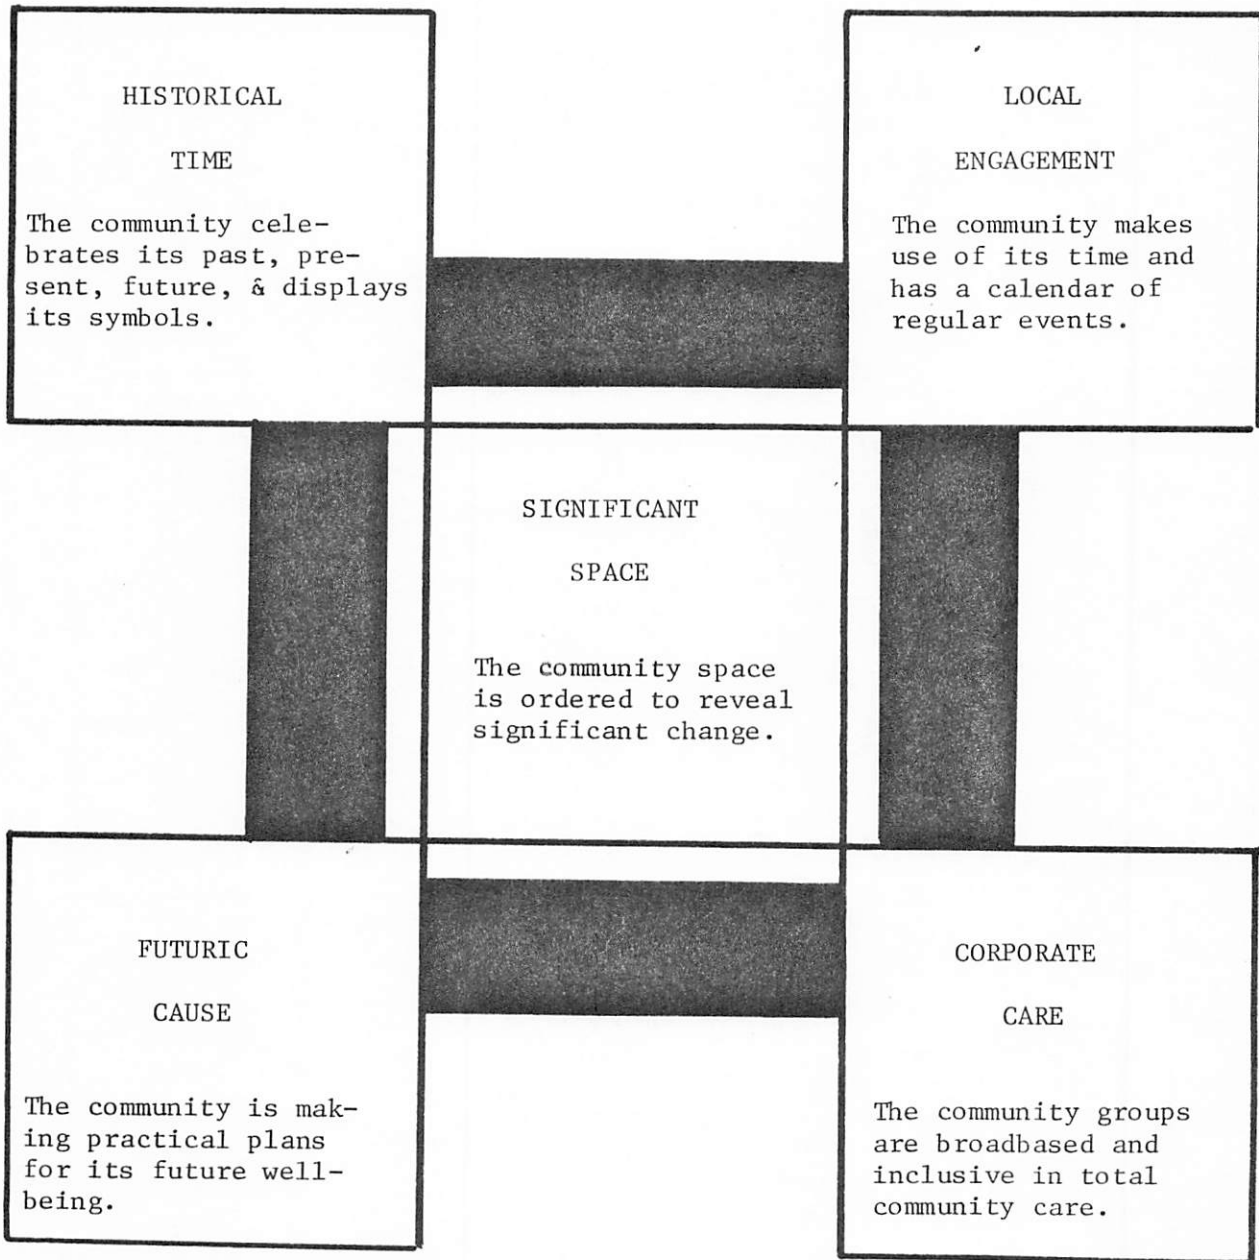 HISTORICAL
TIME
The community cele-
brates its past, pre-
sent, future, & displays
its symbols.
LOCAL
ENGAGEMENT
The community makes
use of its time and
has a calendar of
regular events.
SIGNIFICANT
SPACE
The community space
is ordered to reveal
significant change.
FUTURIC
CAUSE
The community is mak-
ing practical plans
for its future well-
being.
CORPORATE
CARE
The community groups
are broadbased and
inclusive in total
community care.